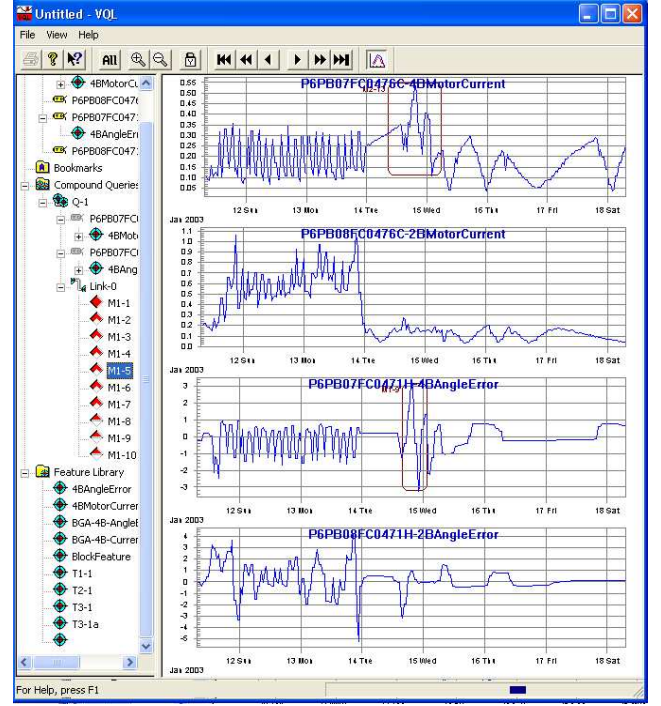 Untitled - VQL
File View Help
All
4BMotorCu
P6PB08FC0476
P6PB07FC0471
4BAngleErr
P6PB08FC0471
Bookmarks
Compound Queries
Q-1
P6PB07FC
4BMoto
P6PB07FC
4BAng
Link-0
M1-1
M1-2
M1-3
M1-4
M1-5
M1-6
M1-7
M1-8
M1-9
M1-10
Feature Library
4BAngleError
4BMotorCurrer
BGA-4B-AngleE
BGA-4B-Currer
BlockFeature
T1-1
T2-1
T3-1
T3-1a
P6PB07FC0476C-4BMotorCurrent
0.55
0.50
0.45
0.40
0.35
0.30
0.25
0.20
0.15
0.10
0.05
12 Sun 13 Mon 14 Tue 15 Wed 16 Thu 17 Fri 18 Sat
Jan 2003
P6PB08FC0476C-2BMotorCurrent
1.1
1.0
0.9
0.8
0.7
0.6
0.5
0.4
0.3
0.2
0.1
0.0
12 Sun 13 Mon 14 Tue 15 Wed 16 Thu 17 Fri 18 Sat
Jan 2003
P6PB07FC0471H-4BAngleError
M1-9
3
2
1
0
-1
-2
-3
12 Sun 13 Mon 14 Tue 15 Wed 16 Thu 17 Fri 18 Sat
Jan 2003
P6PB08FC0471H-2BAngleError
4
3
2
1
0
-1
-2
-3
-4
-5
12 Sun 13 Mon 14 Tue 15 Wed 16 Thu 17 Fri 18 Sat
Jan 2003
For Help, press F1